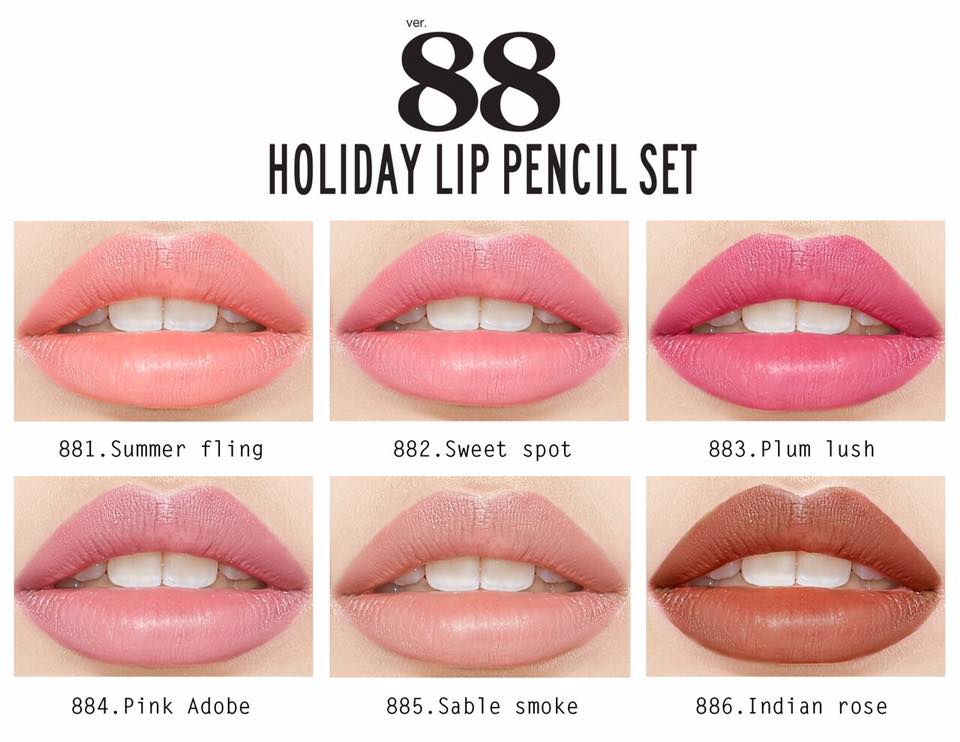 ver.
88
HOLIDAY LIP PENCIL SET
881.Summer fling
882.Sweet spot
883.Plum lush
884.Pink Adobe
885.Sable smoke
886.Indian rose